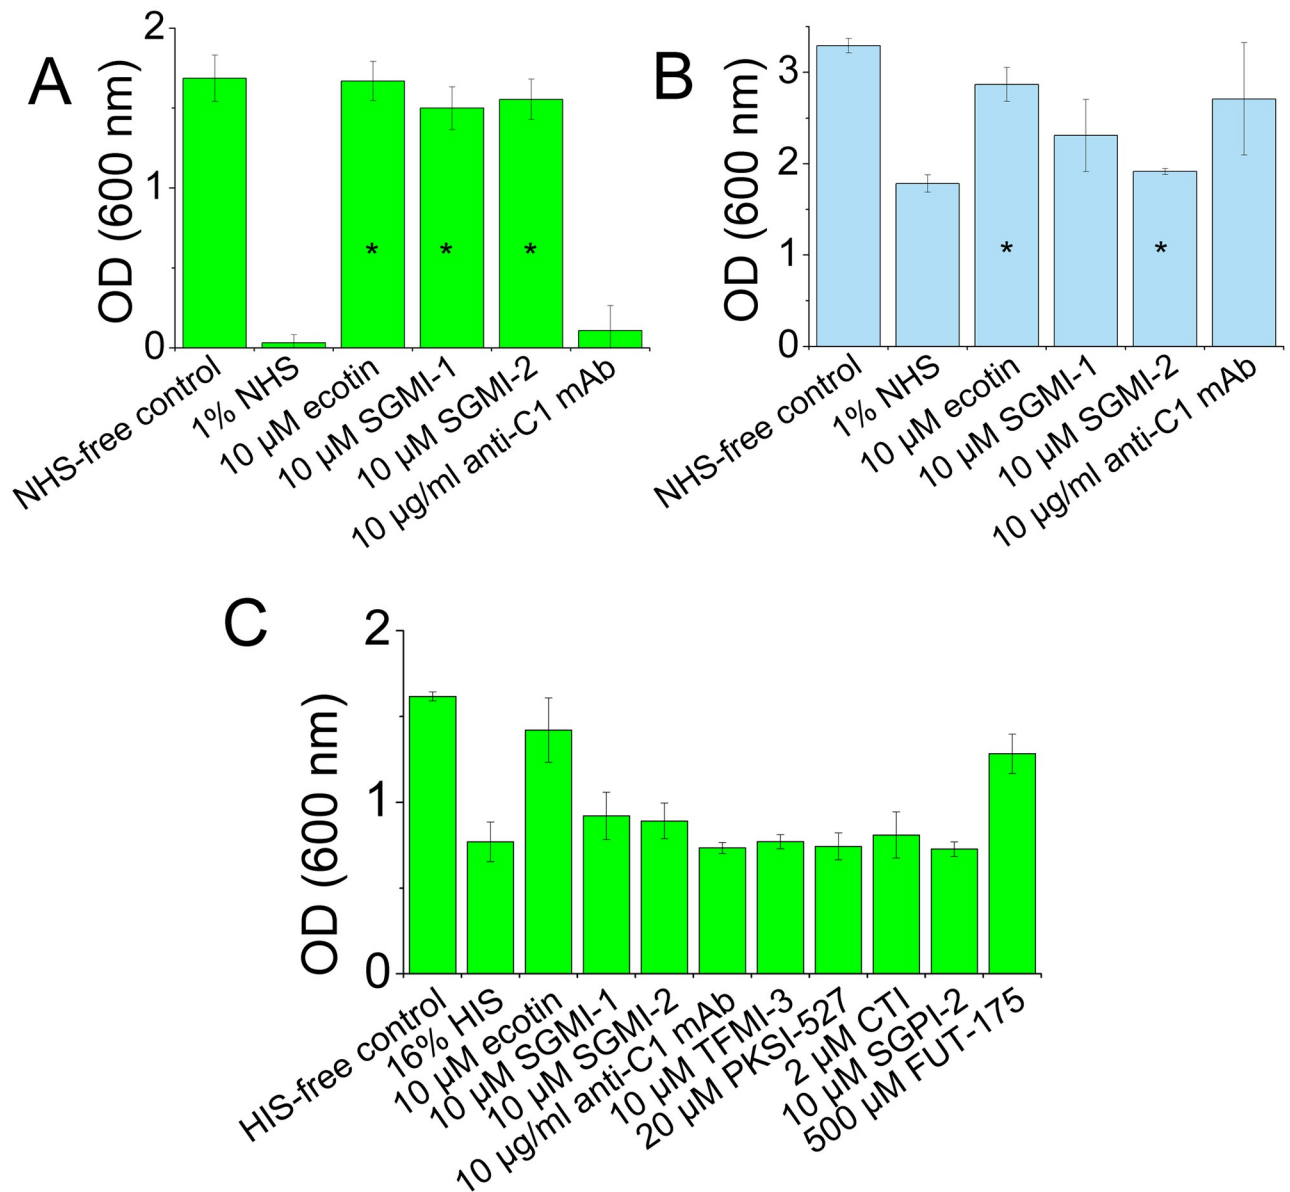 A
OD (600 nm)
2
1
0
* * *
NHS-free control
1% NHS
10 µM ecotin
10 µM SGMI-1
10 µM SGMI-2
10 µg/ml anti-C1 mAb
B
OD (600 nm)
3
2
1
0
* *
NHS-free control
1% NHS
10 µM ecotin
10 µM SGMI-1
10 µM SGMI-2
10 µg/ml anti-C1 mAb
C
OD (600 nm)
2
1
0
HIS-free control
16% HIS
10 µM ecotin
10 µM SGMI-1
10 µM SGMI-2
10 µg/ml anti-C1 mAb
10 µM TFMI-3
20 µM PKSI-527
2 µM CTI
10 µM SGPI-2
500 µM FUT-175